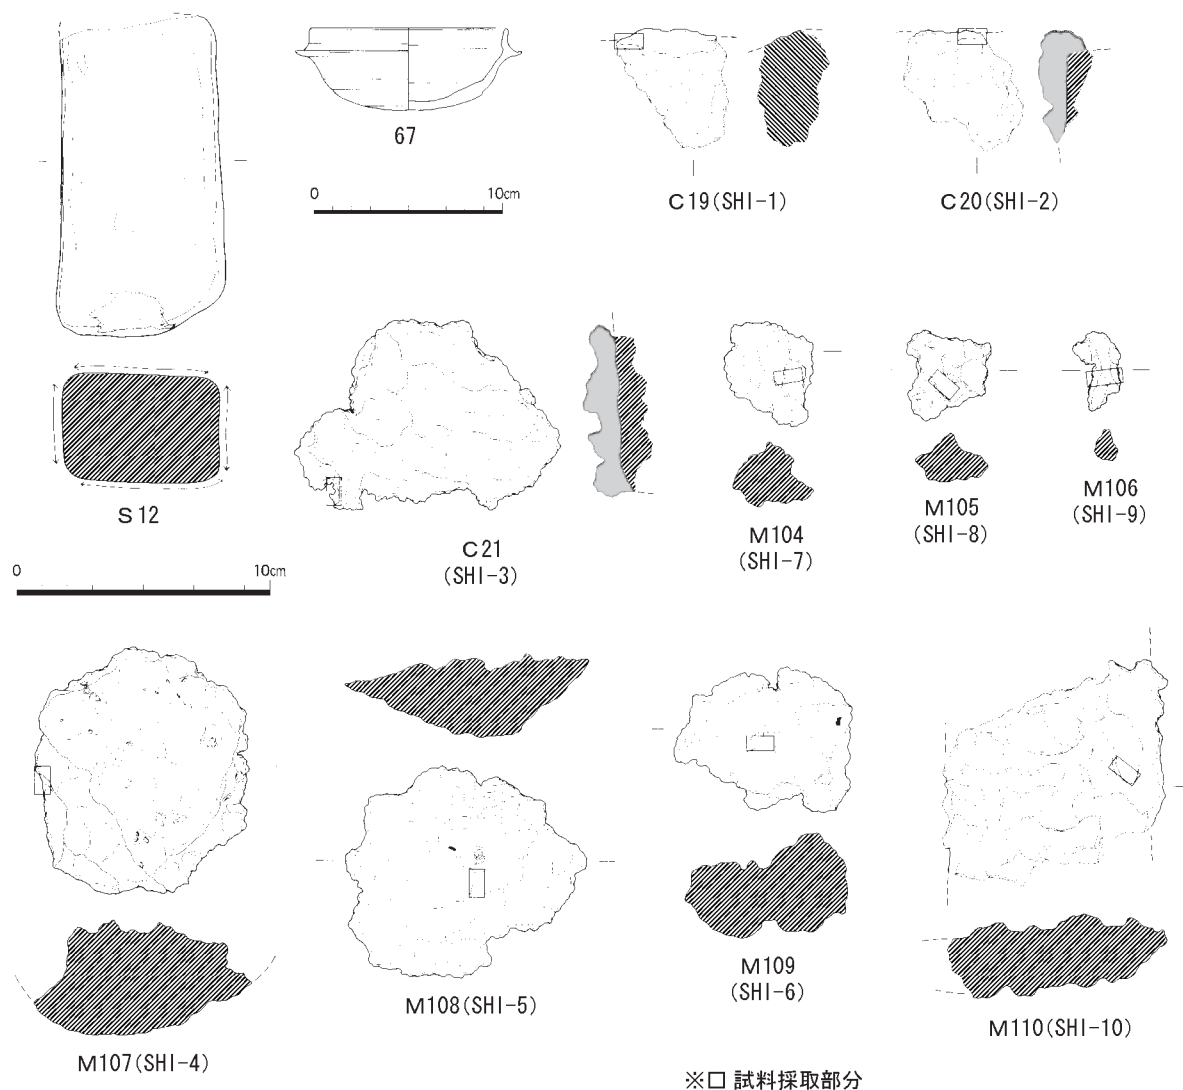 67
0 10cm
C19(SHI-1)
C20(SHI-2)
S12
C21
(SHI-3)
M104
(SHI-7)
M105
(SHI-8)
M106
(SHI-9)
0 10cm
M107(SHI-4)
M108(SHI-5)
M109
(SHI-6)
M110(SHI-10)
※□ 試料採取部分